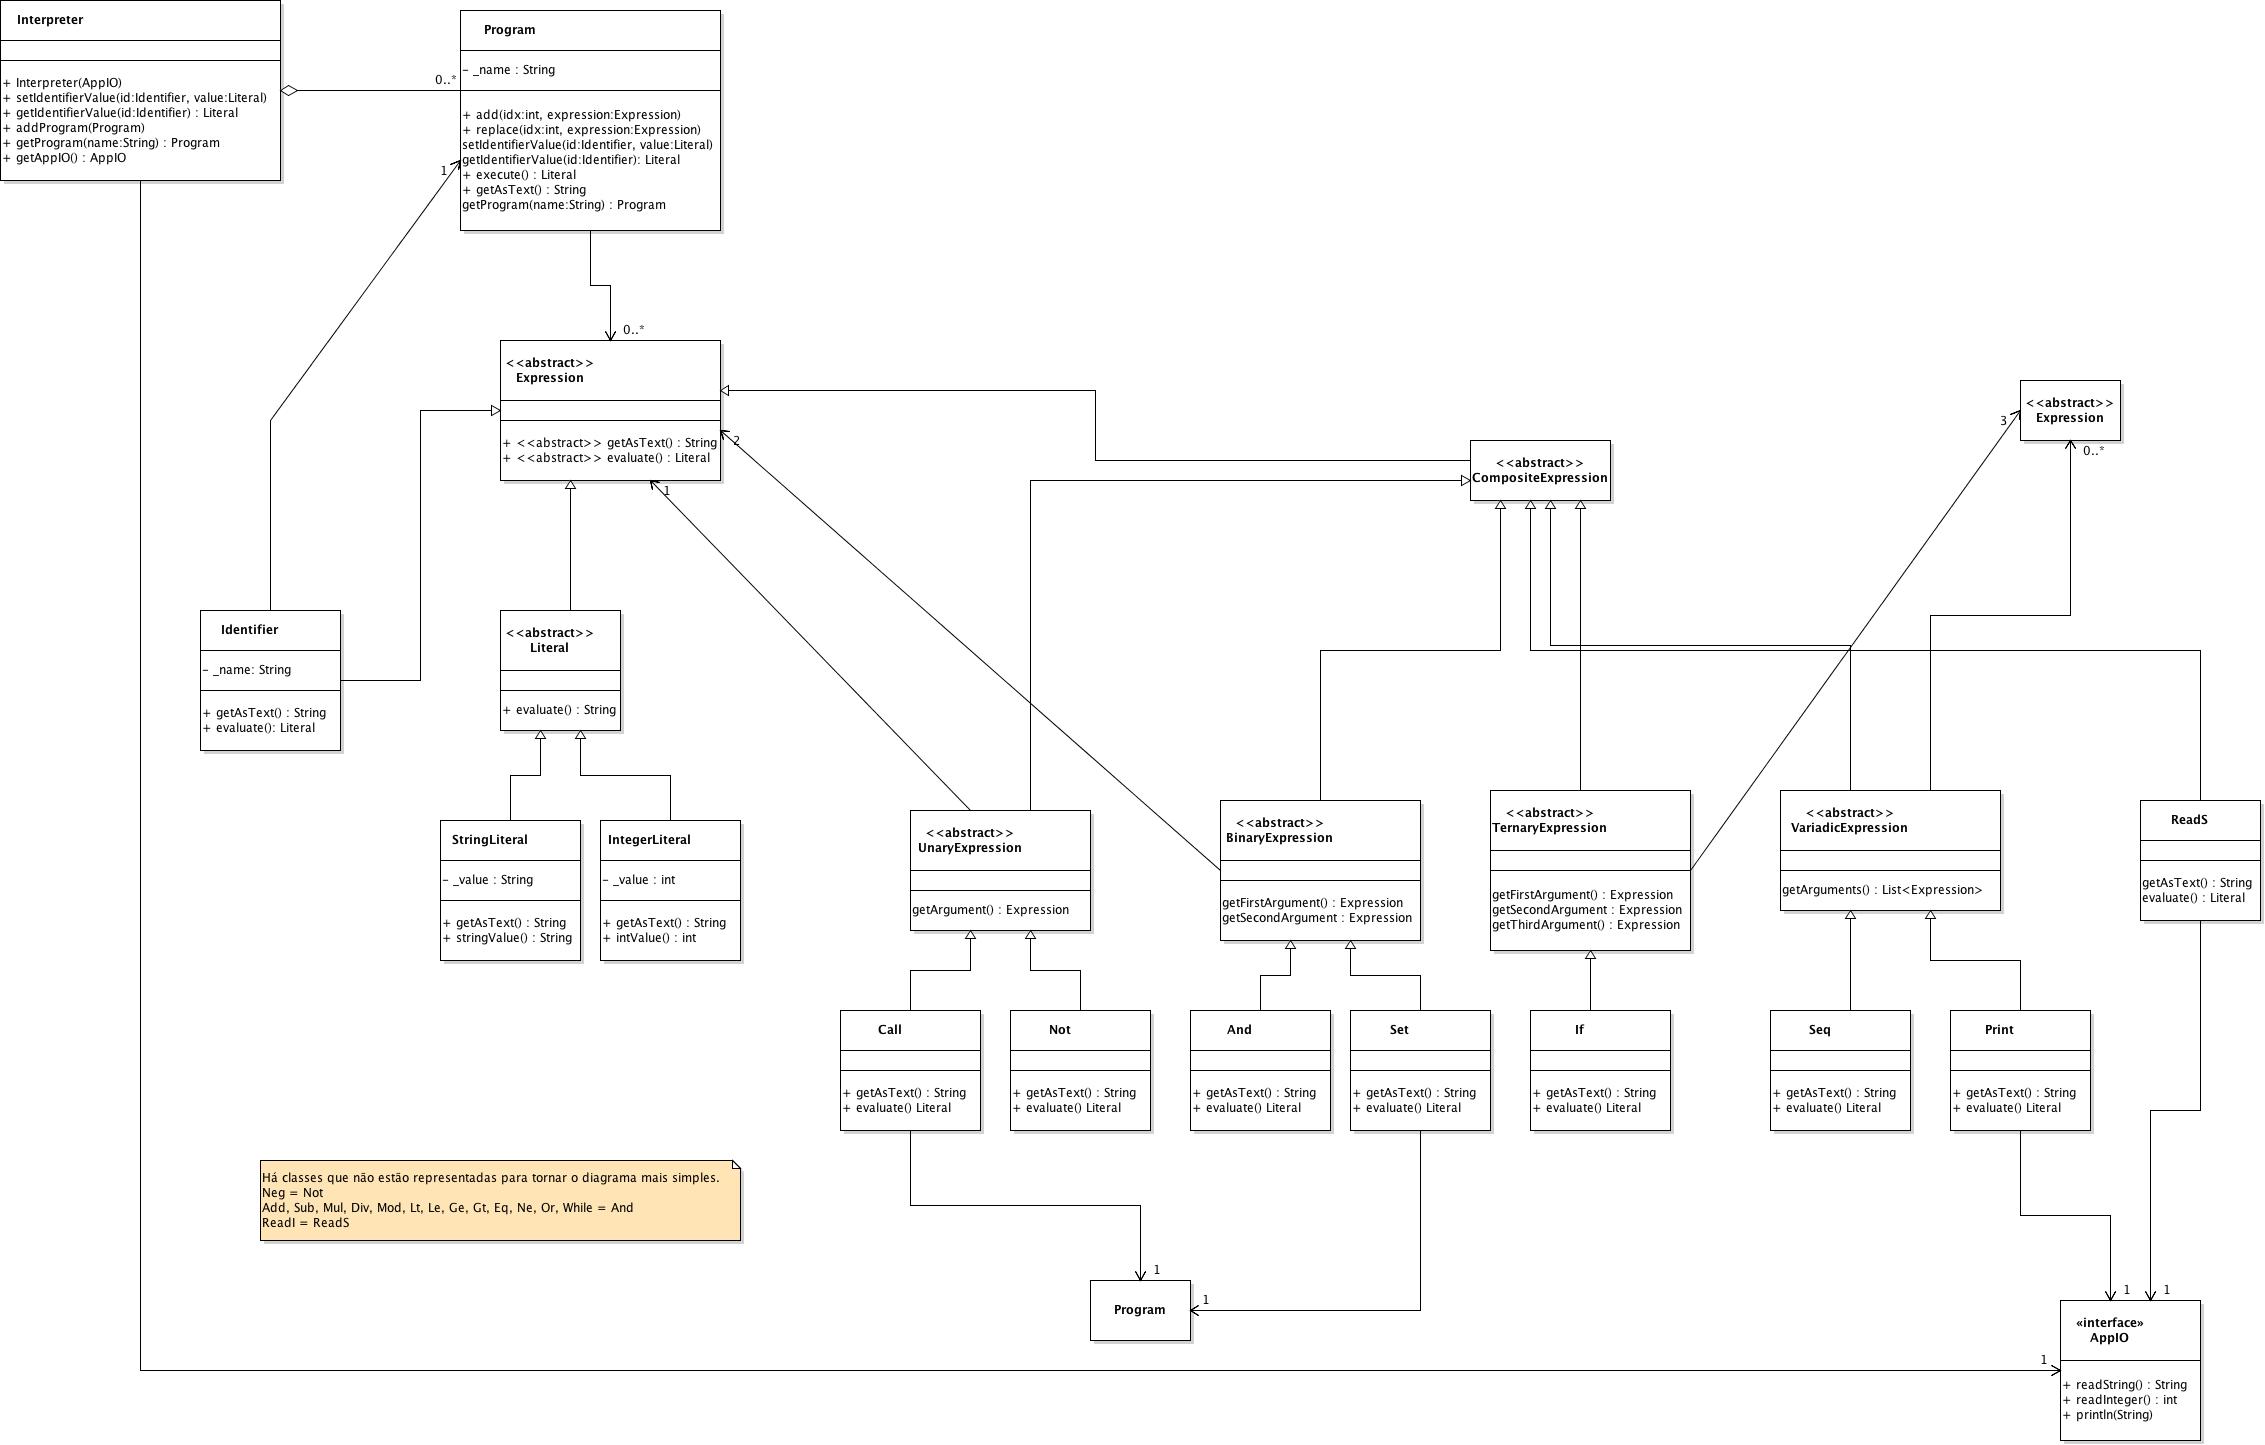 Interpreter
+ Interpreter(AppIO)
+ setIdentifierValue(id:Identifier, value:Literal)
+ getIdentifierValue(id:Identifier) : Literal
+ addProgram(Program)
+ getProgram(name:String) : Program
+ getAppIO() : AppIO
0..*
Program
- _name : String
+ add(idx:int, expression:Expression)
+ replace(idx:int, expression:Expression)
setIdentifierValue(id:Identifier, value:Literal)
getIdentifierValue(id:Identifier): Literal
+ execute() : Literal
+ getAsText() : String
getProgram(name:String) : Program
1
0..*
<<abstract>>
Expression
+ <<abstract>> getAsText() : String
+ <<abstract>> evaluate() : Literal
2
1
<<abstract>>
CompositeExpression
<<abstract>>
Expression
3
0..*
Identifier
- _name: String
+ getAsText() : String
+ evaluate(): Literal
<<abstract>>
Literal
+ evaluate() : String
StringLiteral
- _value : String
+ getAsText() : String
+ stringValue() : String
IntegerLiteral
- _value : int
+ getAsText() : String
+ intValue() : int
<<abstract>>
UnaryExpression
getArgument() : Expression
<<abstract>>
BinaryExpression
getFirstArgument() : Expression
getSecondArgument : Expression
<<abstract>>
TernaryExpression
getFirstArgument() : Expression
getSecondArgument : Expression
getThirdArgument() : Expression
<<abstract>>
VariadicExpression
getArguments() : List<Expression>
ReadS
getAsText() : String
evaluate() : Literal
Call
+ getAsText() : String
+ evaluate() Literal
Not
+ getAsText() : String
+ evaluate() Literal
And
+ getAsText() : String
+ evaluate() Literal
Set
+ getAsText() : String
+ evaluate() Literal
If
+ getAsText() : String
+ evaluate() Literal
Seq
+ getAsText() : String
+ evaluate() Literal
Print
+ getAsText() : String
+ evaluate() Literal
Há classes que não estão representadas para tornar o diagrama mais simples.
Neg = Not
Add, Sub, Mul, Div, Mod, Lt, Le, Ge, Gt, Eq, Ne, Or, While = And
ReadI = ReadS
1
Program
1
1
1
1
«interface»
AppIO
+ readString() : String
+ readInteger() : int
+ println(String)